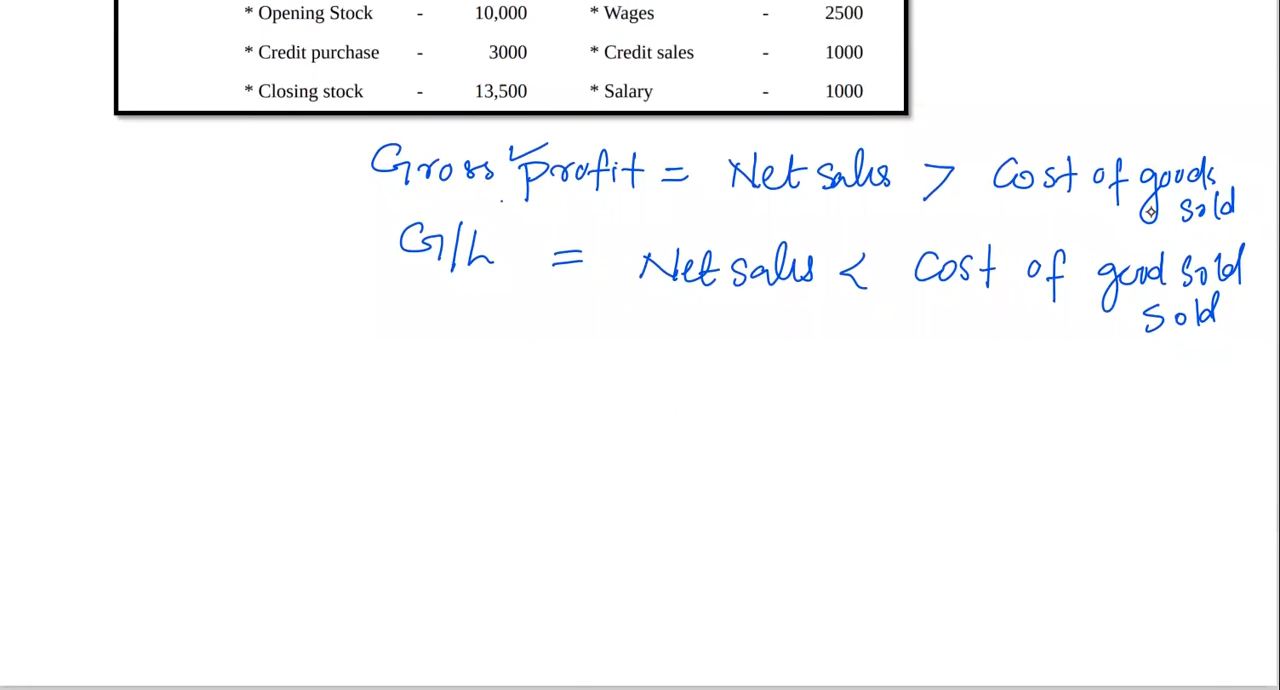 * Opening Stock - 10,000 * Wages - 2500
* Credit purchase - 3000 * Credit sales - 1000
* Closing stock - 13,500 * Salary - 1000
Gross profit = Net sales > Cost of goods
sold
G/L = Net sales < Cost of good sold
sold